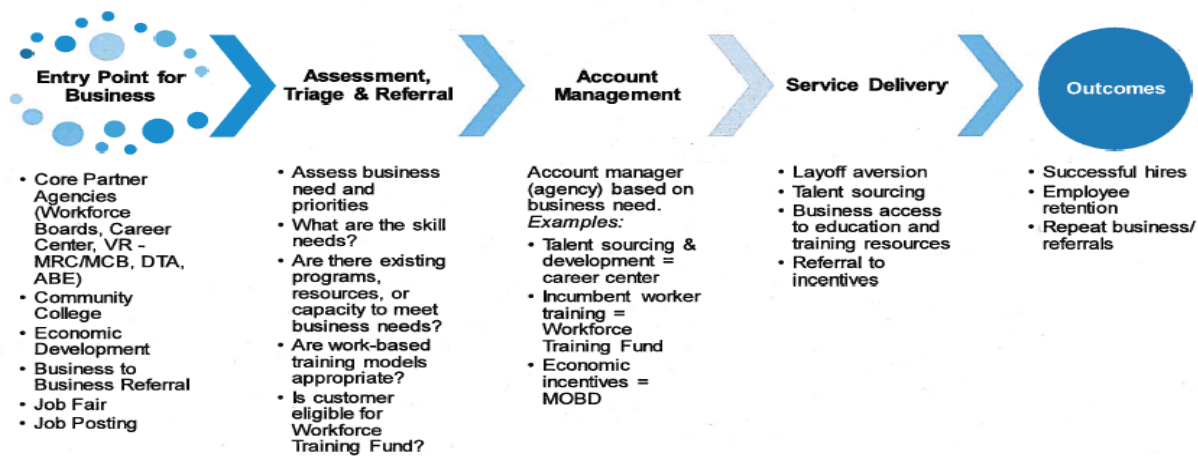 Entry Point for
Business
Assessment,
Triage & Referral
Account
Management
Service Delivery
Outcomes
• Core Partner
Agencies
(Workforce
Boards, Career
Center, VR -
MRC/MCB, DTA,
ABE)
• Community
College
• Economic
Development
• Business to
Business Referral
• Job Fair
• Job Posting
• Assess business
need and
priorities
• What are the skill
needs?
• Are there existing
programs,
resources, or
capacity to meet
business needs?
• Are work-based
training models
appropriate?
• Is customer
eligible for
Workforce
Training Fund?
Account manager
(agency) based on
business need.
Examples:
• Talent sourcing &
development =
career center
• Incumbent worker
training =
Workforce
Training Fund
• Economic
incentives =
MOBD
• Layoff aversion
• Talent sourcing
• Business access
to education and
training resources
• Referral to
incentives
• Successful hires
• Employee
retention
• Repeat business/
referrals